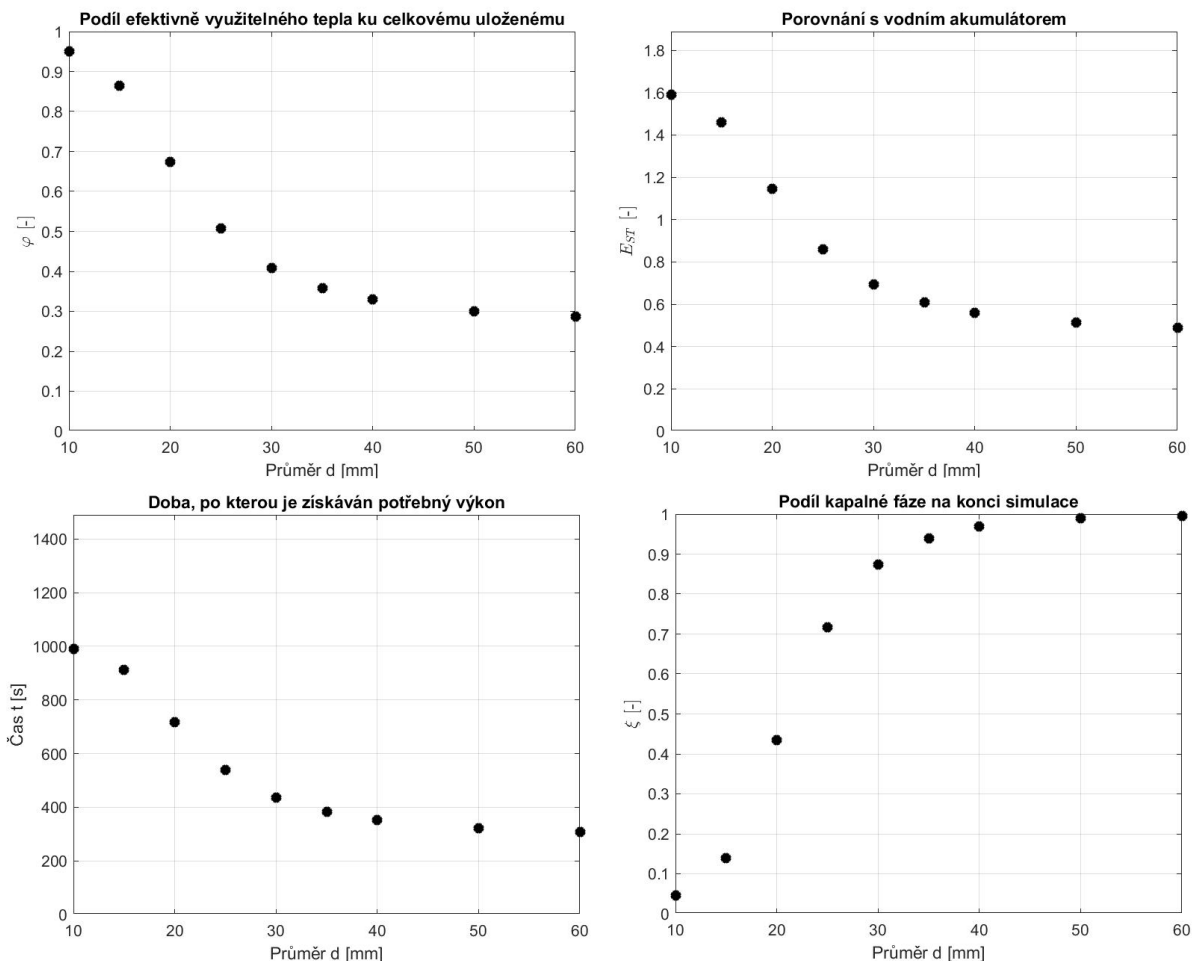 Podíl efektivně využitelného tepla ku celkovému uloženému
1
0.9
0.8
0.7
0.6
0.5
0.4
0.3
0.2
0.1
0
φ [-]
10 20 30 40 50 60
Průměr d [mm]
Porovnání s vodním akumulátorem
1.8
1.6
1.4
1.2
1
0.8
0.6
0.4
0.2
0
E_ST [-]
10 20 30 40 50 60
Průměr d [mm]
Doba, po kterou je získáván potřebný výkon
1400
1200
1000
800
600
400
200
0
Čas t [s]
10 20 30 40 50 60
Průměr d [mm]
Podíl kapalné fáze na konci simulace
1
0.9
0.8
0.7
0.6
0.5
0.4
0.3
0.2
0.1
0
ξ [-]
10 20 30 40 50 60
Průměr d [mm]